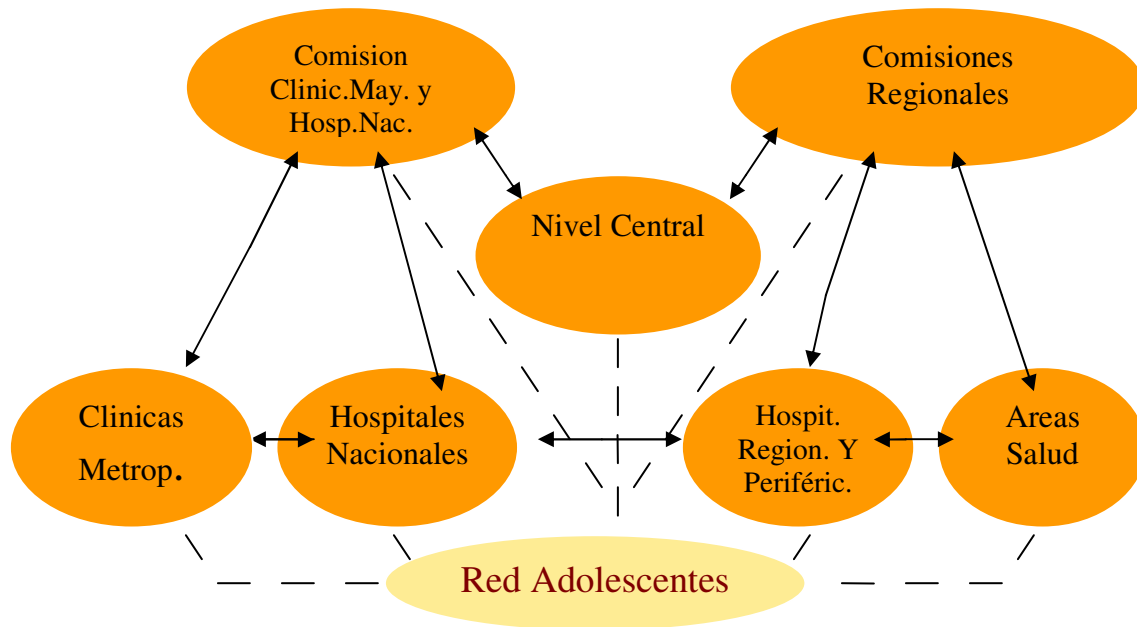 Comision
Clinic.May. y
Hosp.Nac.
Comisiones
Regionales
Nivel Central
Clinicas
Metrop.
Hospitales
Nacionales
Hospit.
Region. Y
Periféric.
Areas
Salud
Red Adolescentes